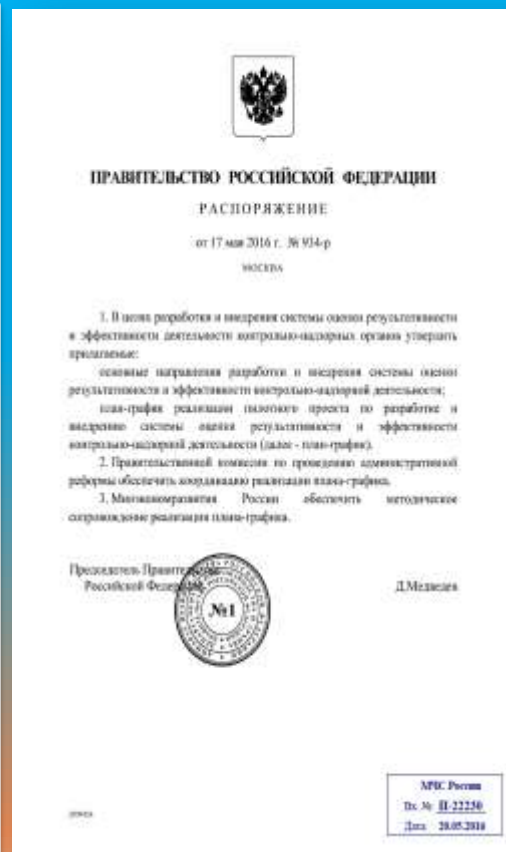 ПРАВИТЕЛЬСТВО РОССИЙСКОЙ ФЕДЕРАЦИИ
РАСПОРЯЖЕНИЕ
от 17 мая 2016 г. № 934-р
МОСКВА
1. В целях разработки и внедрения системы оценки результативности
и эффективности деятельности контрольно-надзорных органов утвердить
прилагаемые:
основные направления разработки и внедрения системы оценки
результативности и эффективности контрольно-надзорной деятельности;
план-график реализации пилотного проекта по разработке и
внедрению системы оценки результативности и эффективности
контрольно-надзорной деятельности (далее - план-график).
2. Правительственной комиссии по проведению административной
реформы обеспечить координацию реализации плана-графика.
3. Минэкономразвития России обеспечить методическое
сопровождение реализации плана-графика.
Председатель
Российской
Д.Медведев
№1
МЧС России
Вх. № П-22250
Дата 20.05.2016